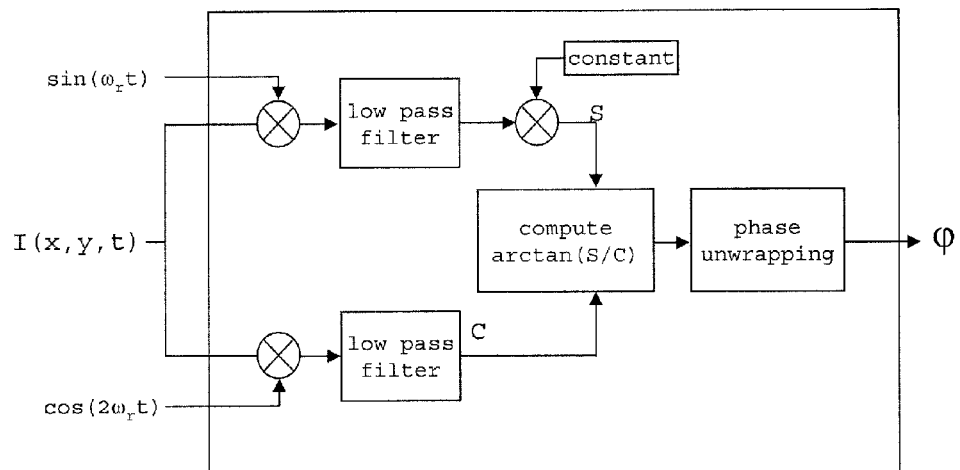 constant
sin(ω_r t)
low pass
filter
S
I(x,y,t)
compute
arctan(S/C)
phase
unwrapping
φ
C
low pass
filter
cos(2ω_r t)